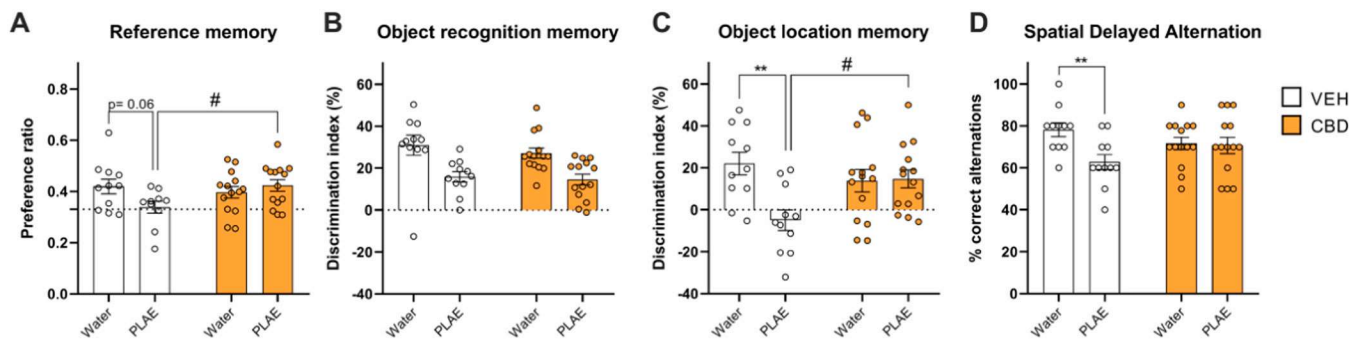 A
Reference memory
Preference ratio
0.8
0.6
0.4
0.2
0.0
p= 0.06
#
Water
PLAE
Water
PLAE
B
Object recognition memory
Discrimination index (%)
60
40
20
0
-20
-40
Water
PLAE
Water
PLAE
C
Object location memory
Discrimination index (%)
60
40
20
0
-20
-40
**
#
Water
PLAE
Water
PLAE
D
Spatial Delayed Alternation
% correct alternations
100
80
60
40
20
0
**
Water
PLAE
Water
PLAE
VEH
CBD